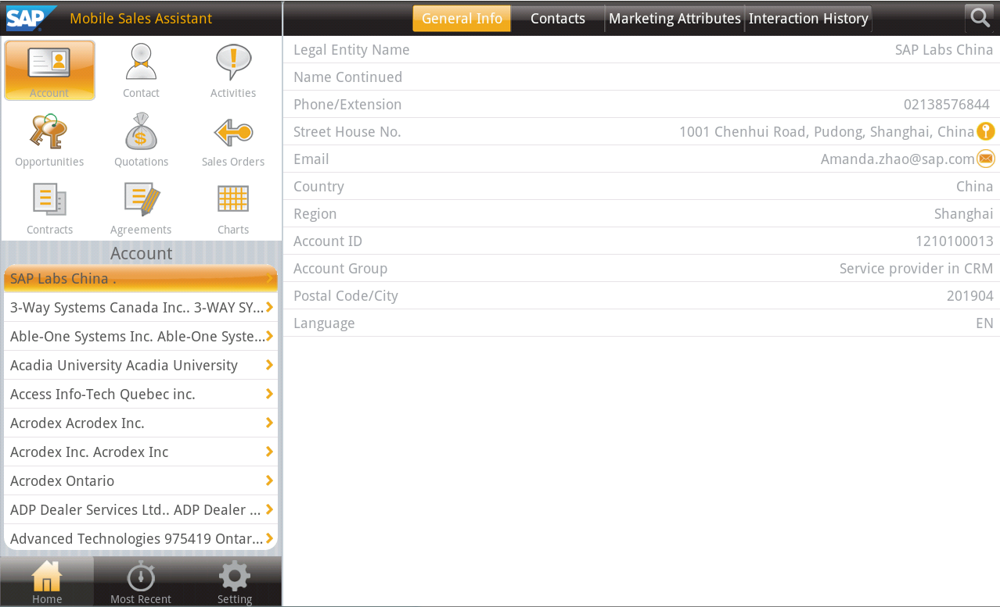 SAP Mobile Sales Assistant
General Info Contacts Marketing Attributes Interaction History
Account Contact Activities
Opportunities Quotations Sales Orders
Contracts Agreements Charts
Account
SAP Labs China .
3-Way Systems Canada Inc.. 3-WAY SY...
Able-One Systems Inc. Able-One Syste...
Acadia University Acadia University
Access Info-Tech Quebec inc.
Acrodex Acrodex Inc.
Acrodex Inc. Acrodex Inc
Acrodex Ontario
ADP Dealer Services Ltd.. ADP Dealer ...
Advanced Technologies 975419 Ontar...
Home Most Recent Setting
Legal Entity Name SAP Labs China
Name Continued
Phone/Extension 02138576844
Street House No. 1001 Chenhui Road, Pudong, Shanghai, China
Email Amanda.zhao@sap.com
Country China
Region Shanghai
Account ID 1210100013
Account Group Service provider in CRM
Postal Code/City 201904
Language EN